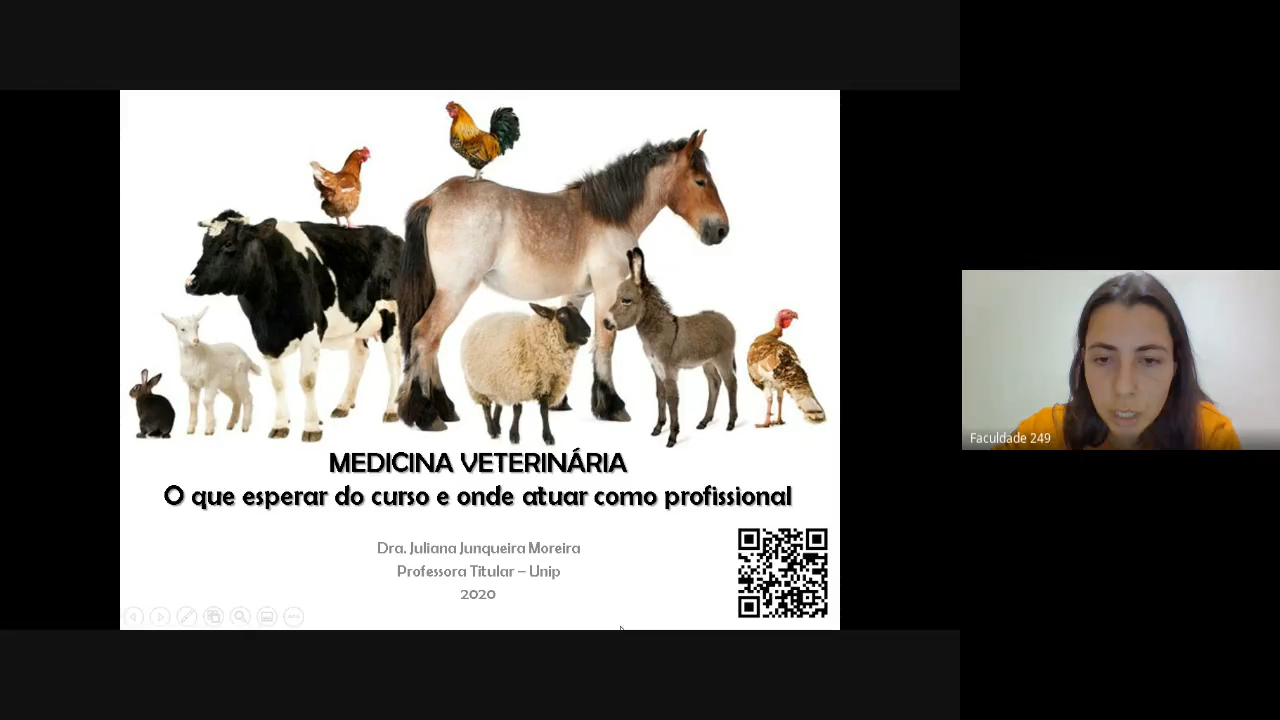 MEDICINA VETERINÁRIA
O que esperar do curso e onde atuar como profissional
Dra. Juliana Junqueira Moreira
Professora Titular – Unip
2020
Faculdade 249